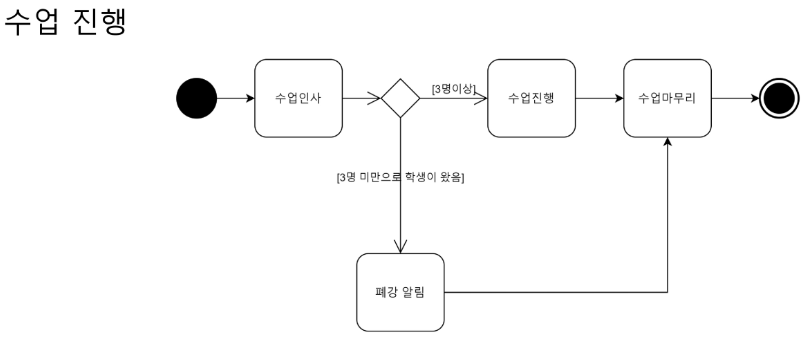 수업 진행
수업인사
[3명이상]
수업진행
수업마무리
[3명 미만으로 학생이 왔음]
폐강 알림